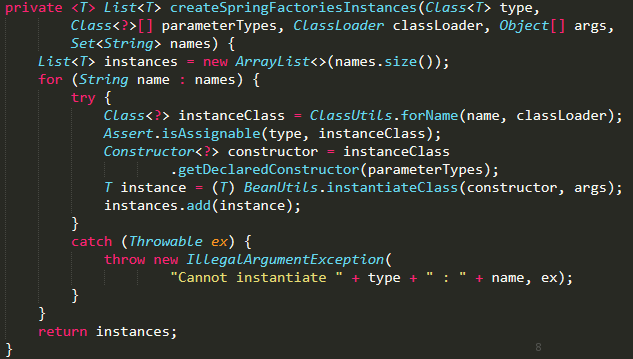 private <T> List<T> createSpringFactoriesInstances(Class<T> type,
        Class<?>[] parameterTypes, ClassLoader classLoader, Object[] args,
        Set<String> names) {
    List<T> instances = new ArrayList<>(names.size());
    for (String name : names) {
        try {
            Class<?> instanceClass = ClassUtils.forName(name, classLoader);
            Assert.isAssignable(type, instanceClass);
            Constructor<?> constructor = instanceClass
                    .getDeclaredConstructor(parameterTypes);
            T instance = (T) BeanUtils.instantiateClass(constructor, args);
            instances.add(instance);
        }
        catch (Throwable ex) {
            throw new IllegalArgumentException(
                    "Cannot instantiate " + type + " : " + name, ex);
        }
    }
    return instances;
}
8